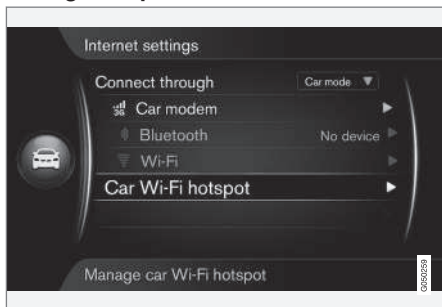 Internet settings
Connect through Car mode
3G Car modem
Bluetooth No device
Wi-Fi
Car Wi-Fi hotspot
Manage car Wi-Fi hotspot
G050259